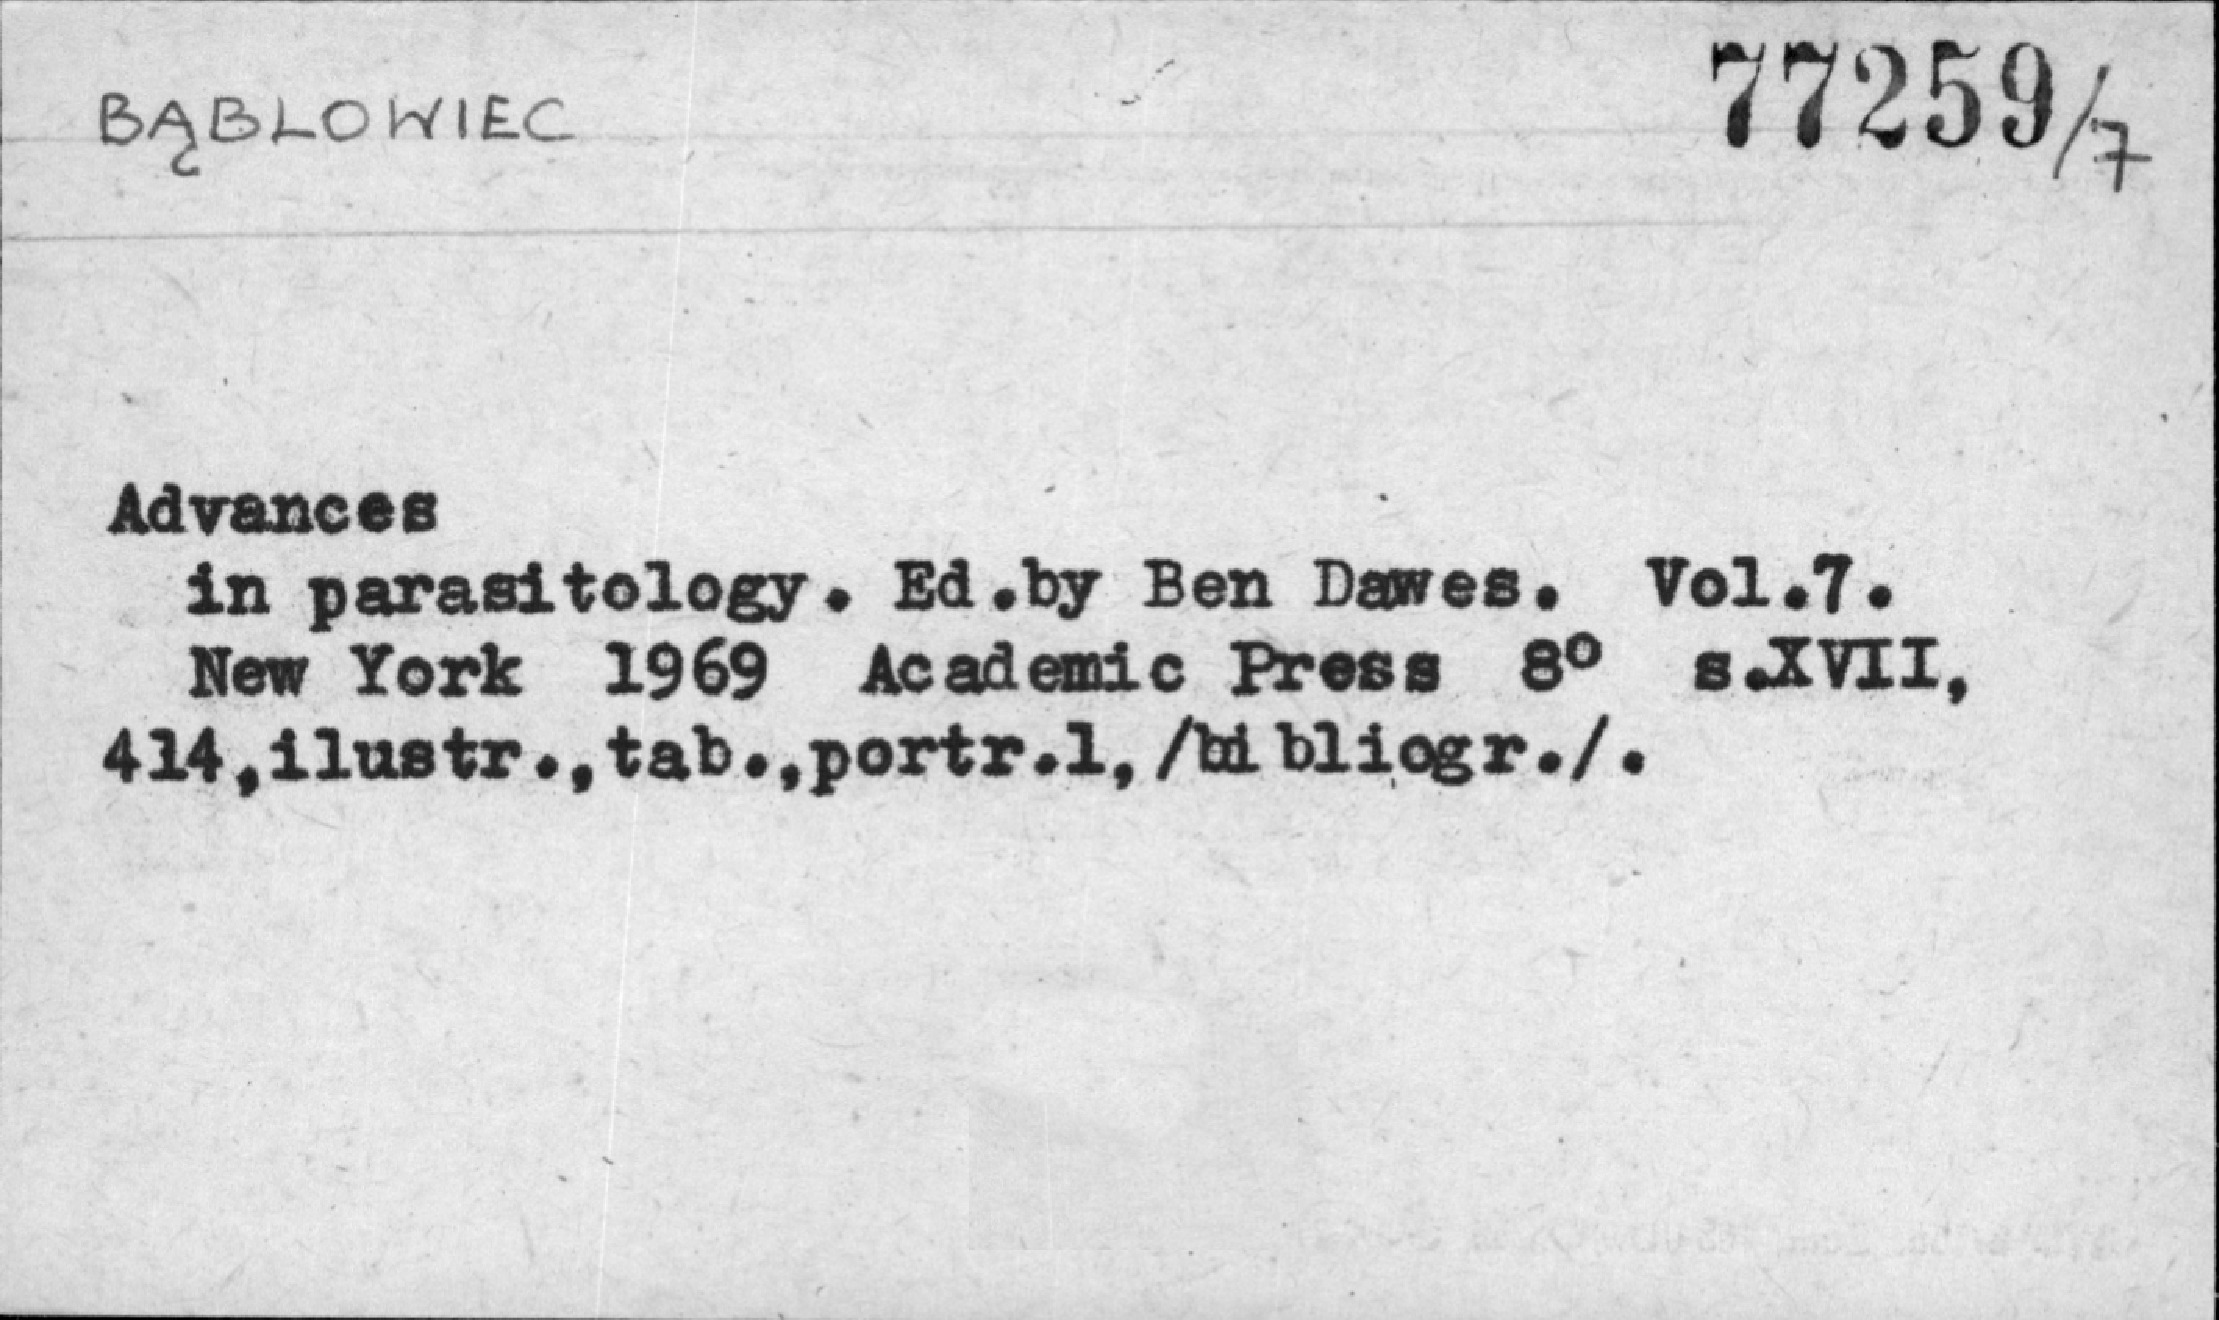 BĄBLOWIEC
77259/7
Advances
in parasitology. Ed.by Ben Dawes. Vol.7.
New York 1969 Academic Press 8° s.XVII,
414,ilustr.,tab.,portr.1,/bibliogr./.